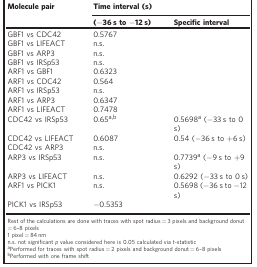 Molecule pair Time interval (s)
(−36 s to −12 s) Specific interval
GBF1 vs CDC42 0.5767
GBF1 vs LIFEACT n.s.
GBF1 vs ARP3 n.s.
GBF1 vs IRSp53 n.s.
ARF1 vs GBF1 0.6323
ARF1 vs CDC42 0.564
ARF1 vs IRSp53 n.s.
ARF1 vs ARP3 0.6347
ARF1 vs LIFEACT 0.7478
CDC42 vs IRSp53 0.65a,b 0.5698a (−33 s to 0
s)
CDC42 vs LIFEACT 0.6087 0.54 (−36 s to +6 s)
CDC42 vs ARP3 n.s.
ARP3 vs IRSp53 n.s. 0.7739a (−9 s to +9
s)
ARP3 vs LIFEACT n.s. 0.6292 (−33 s to 0 s)
ARF1 vs PICK1 n.s. 0.5698 (−36 s to −12
s)
PICK1 vs IRSp53 −0.5353
Rest of the calculations are done with traces with spot radius = 3 pixels and background donut
= 6–8 pixels
1 pixel = 84 nm
n.s. not significant p value considered here is 0.05 calculated via t-statistic
aPerformed for traces with spot radius = 2 pixels and background donut = 6–8 pixels
bPerformed with one frame shift